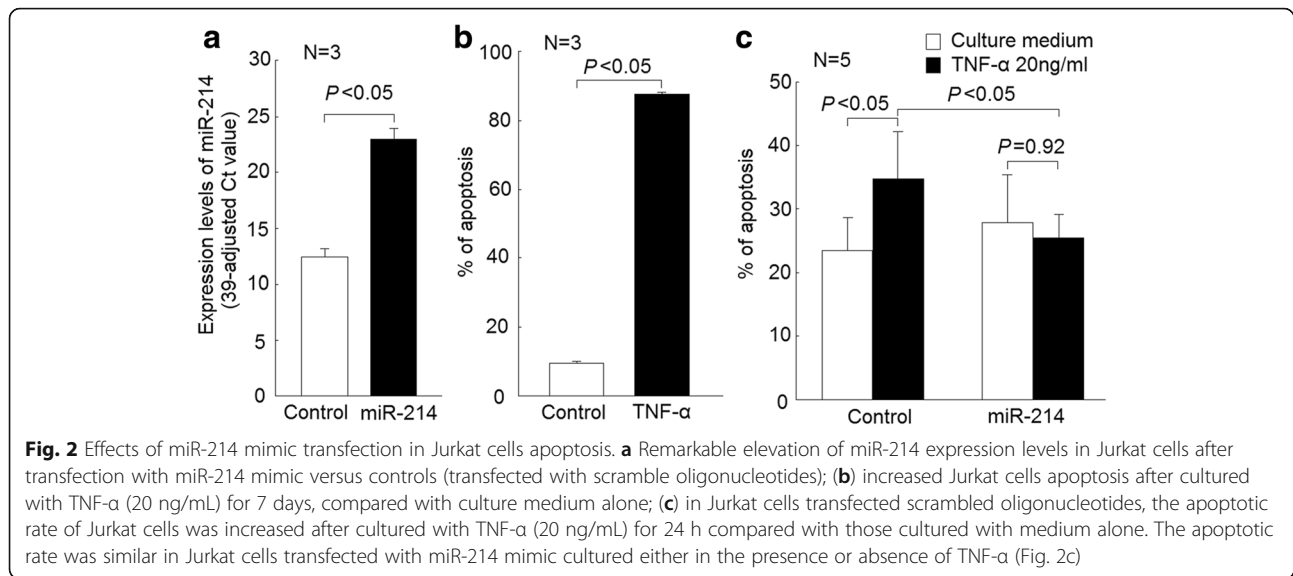 a
N=3
P<0.05
Expression levels of miR-214
(39-adjusted Ct value)
30
25
20
15
10
5
0
Control miR-214
b
N=3
P<0.05
% of apoptosis
100
80
60
40
20
0
Control TNF-α
c
N=5
Culture medium
TNF-α 20ng/ml
P<0.05
P<0.05
P=0.92
% of apoptosis
50
40
30
20
10
0
Control miR-214
Fig. 2 Effects of miR-214 mimic transfection in Jurkat cells apoptosis. a Remarkable elevation of miR-214 expression levels in Jurkat cells after
transfection with miR-214 mimic versus controls (transfected with scramble oligonucleotides); (b) increased Jurkat cells apoptosis after cultured
with TNF-α (20 ng/mL) for 7 days, compared with culture medium alone; (c) in Jurkat cells transfected scrambled oligonucleotides, the apoptotic
rate of Jurkat cells was increased after cultured with TNF-α (20 ng/mL) for 24 h compared with those cultured with medium alone. The apoptotic
rate was similar in Jurkat cells transfected with miR-214 mimic cultured either in the presence or absence of TNF-α (Fig. 2c)